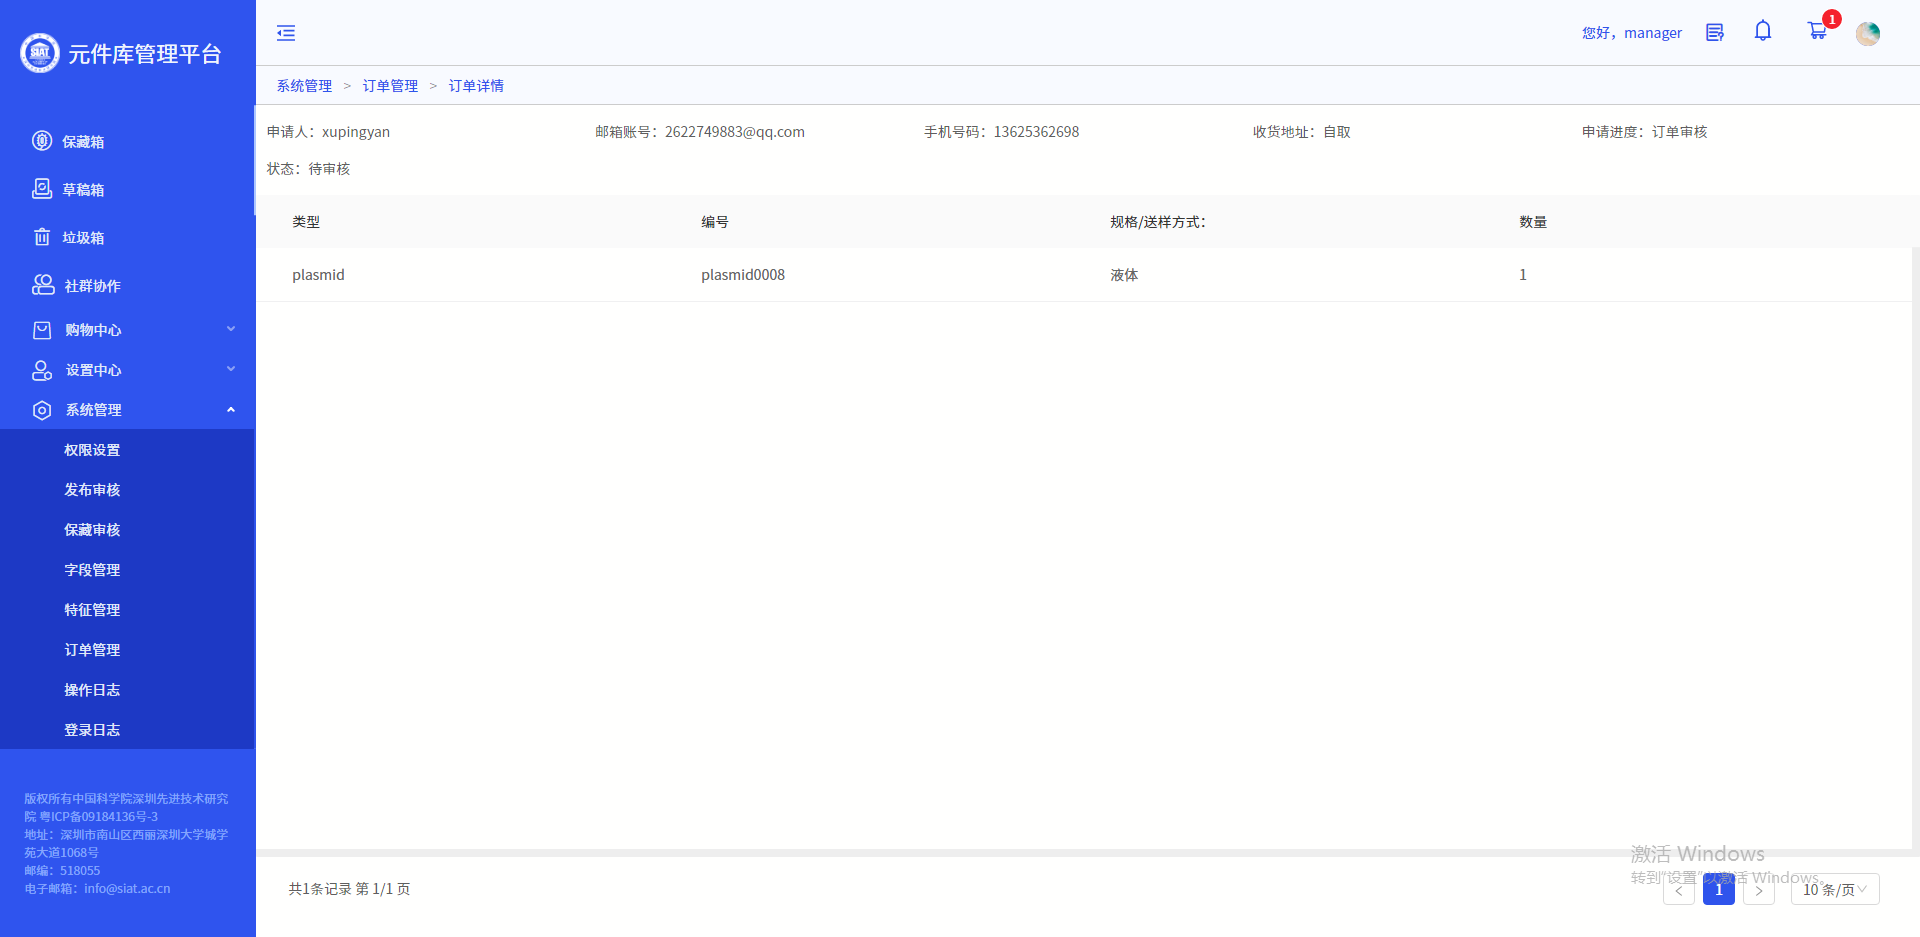 SIAT
元件库管理平台
保藏箱
草稿箱
垃圾箱
社群协作
购物中心
设置中心
系统管理
权限设置
发布审核
保藏审核
字段管理
特征管理
订单管理
操作日志
登录日志
版权所有中国科学院深圳先进技术研究
院 粤ICP备09184136号-3
地址：深圳市南山区西丽深圳大学城学
苑大道1068号
邮编：518055
电子邮箱：info@siat.ac.cn
您好，manager
1
系统管理 > 订单管理 > 订单详情
申请人：xupingyan 邮箱账号：2622749883@qq.com 手机号码：13625362698 收货地址：自取 申请进度：订单审核
状态：待审核
类型 编号 规格/送样方式： 数量
plasmid plasmid0008 液体 1
共1条记录 第 1/1 页
< 1 > 10 条/页
激活 Windows
转到"设置"以激活 Windows。